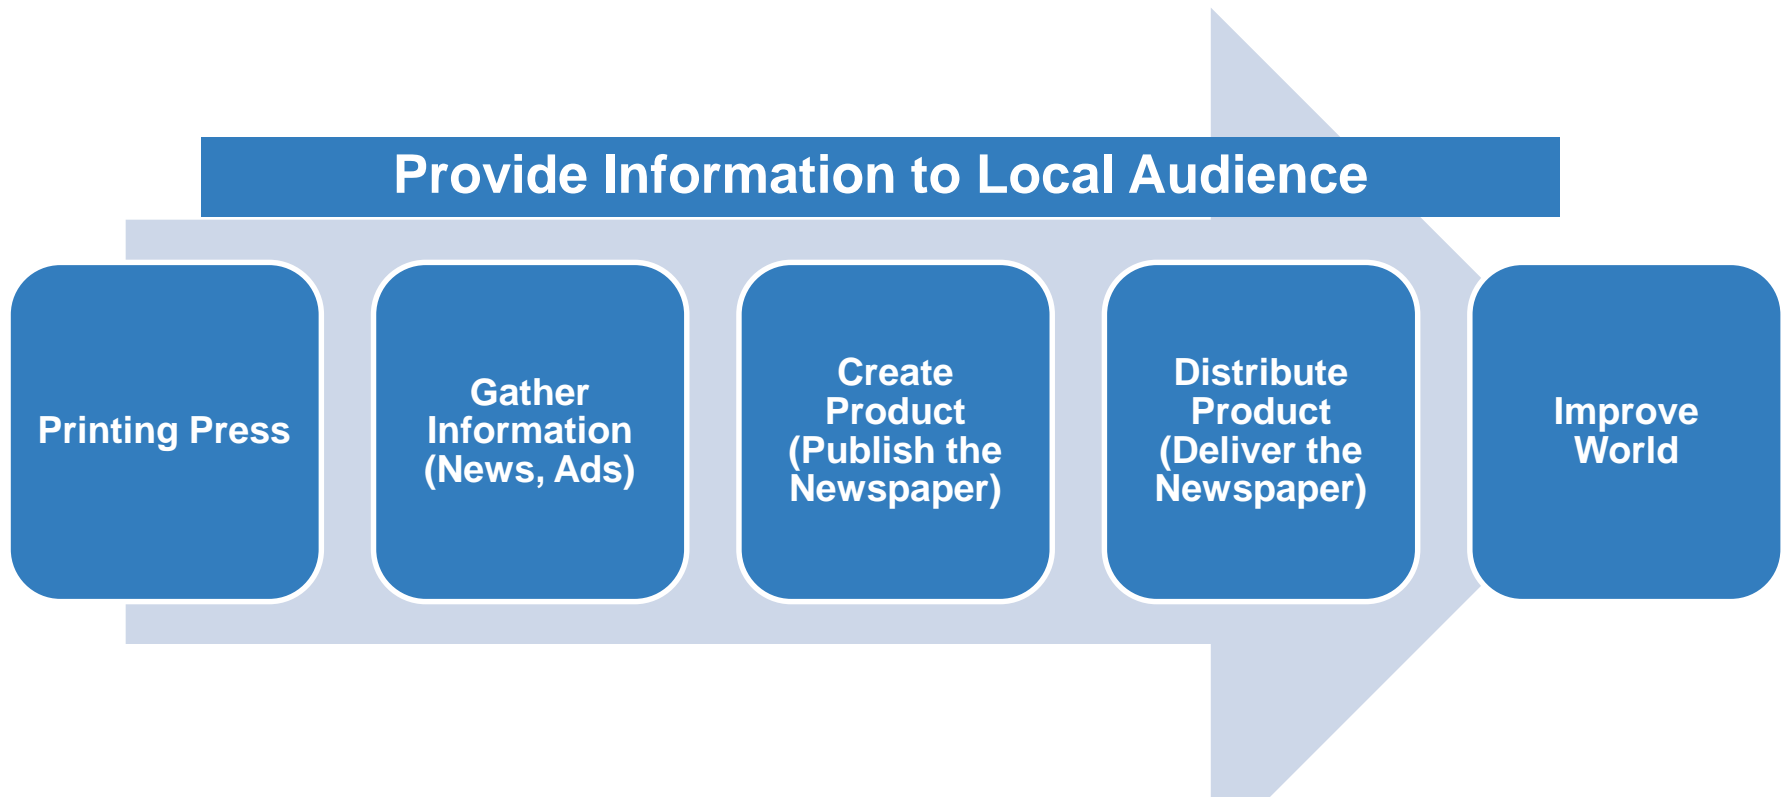 Provide Information to Local Audience
Printing Press
Gather
Information
(News, Ads)
Create
Product
(Publish the
Newspaper)
Distribute
Product
(Deliver the
Newspaper)
Improve
World